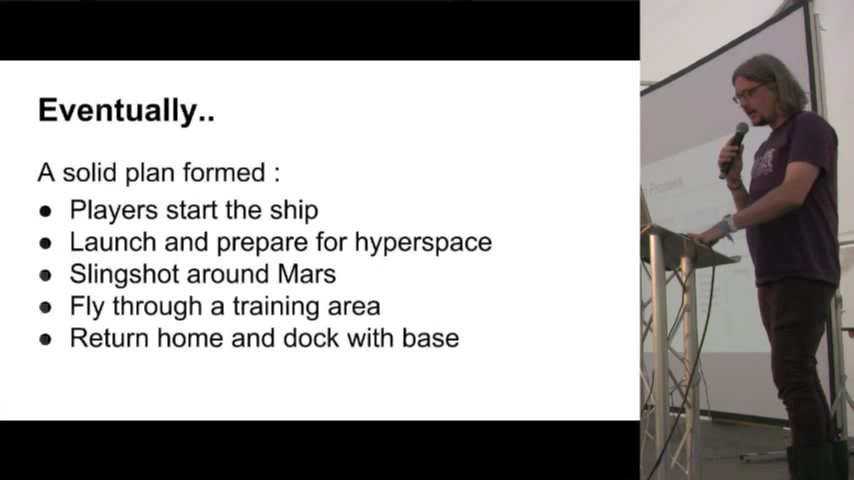 Eventually..
A solid plan formed :
● Players start the ship
● Launch and prepare for hyperspace
● Slingshot around Mars
● Fly through a training area
● Return home and dock with base
Process